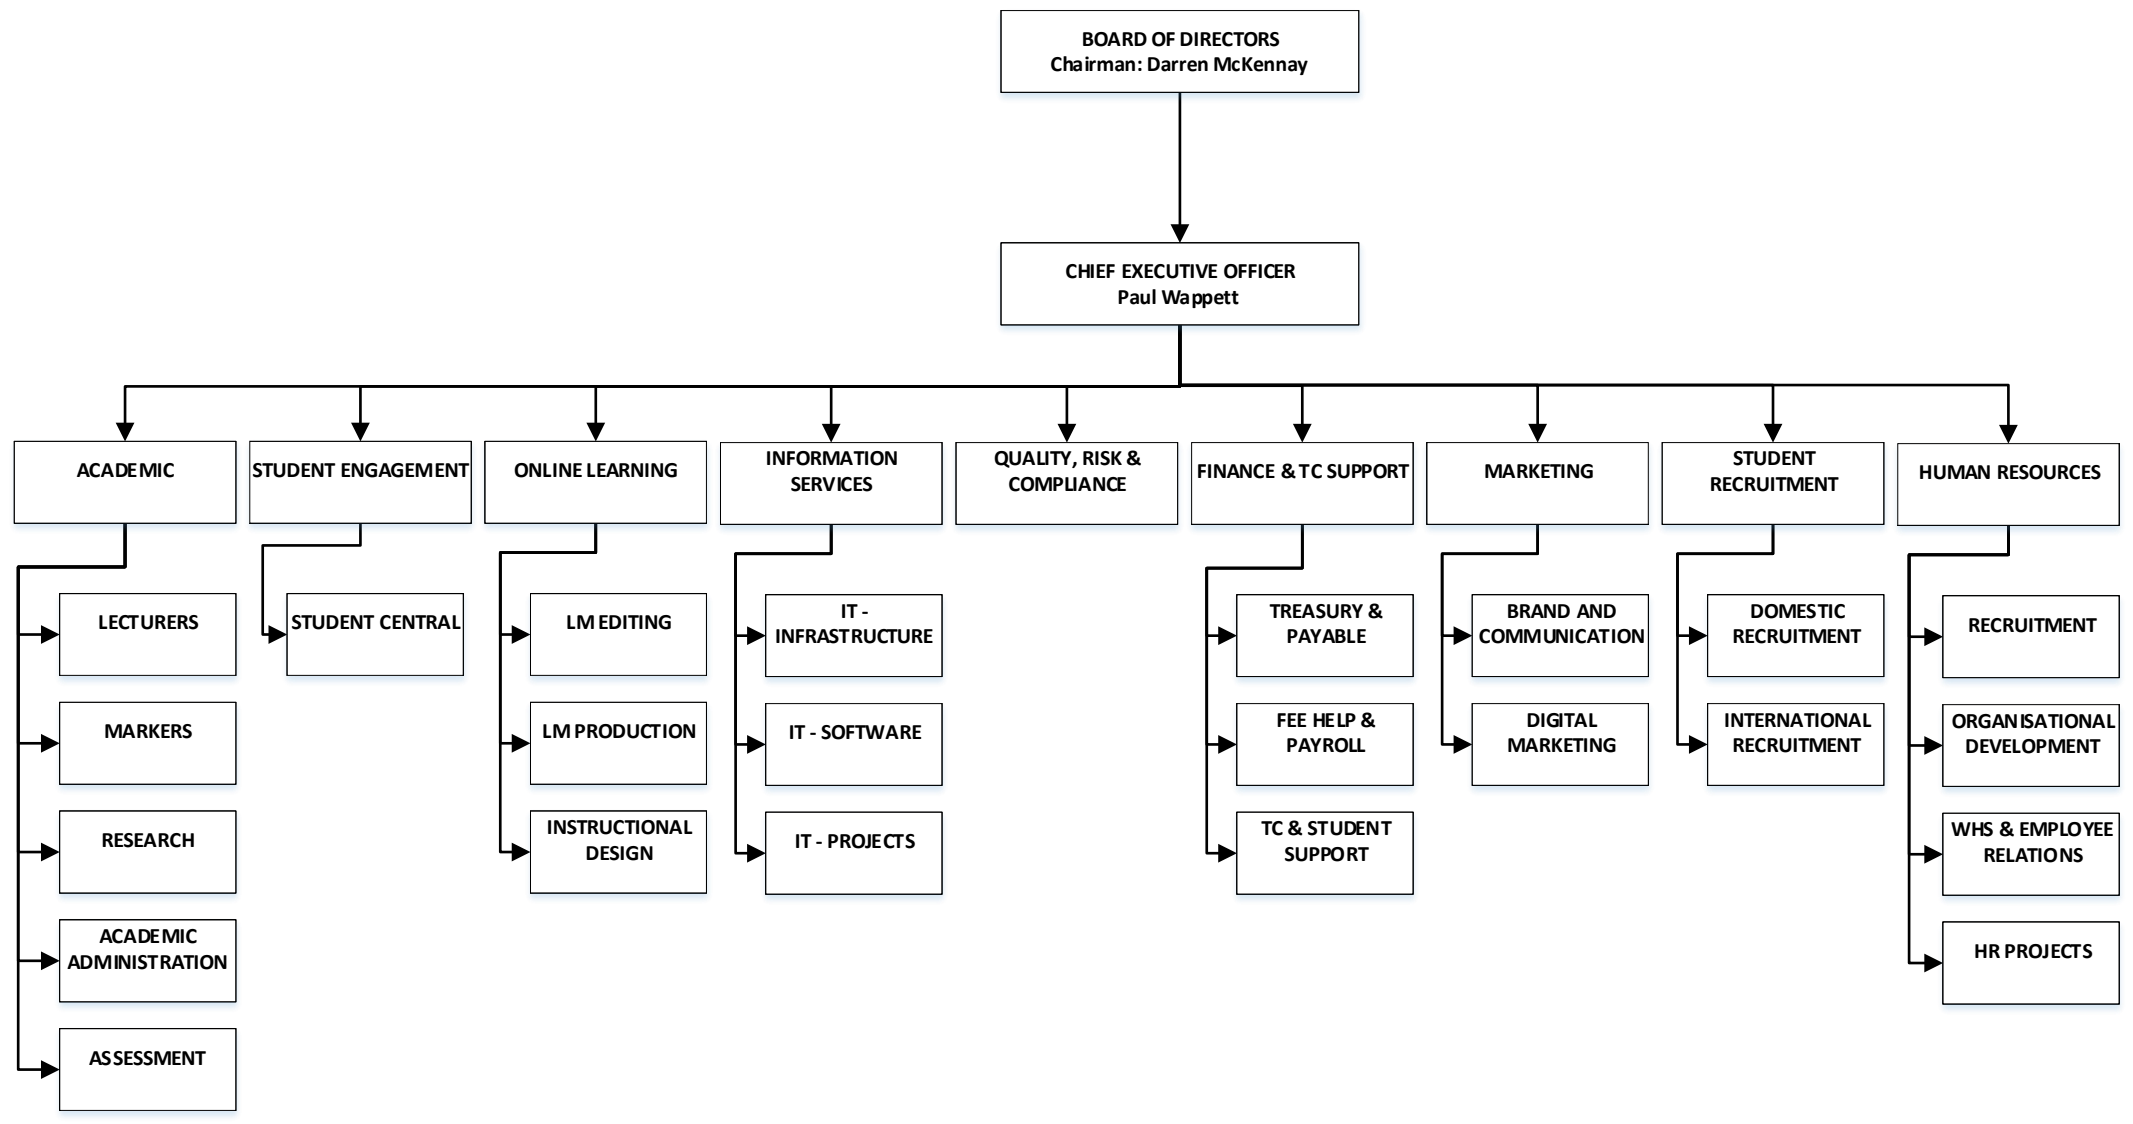 BOARD OF DIRECTORS
Chairman: Darren McKennay
CHIEF EXECUTIVE OFFICER
Paul Wappett
ACADEMIC
STUDENT ENGAGEMENT
ONLINE LEARNING
INFORMATION
SERVICES
QUALITY, RISK &
COMPLIANCE
FINANCE & TC SUPPORT
MARKETING
STUDENT
RECRUITMENT
HUMAN RESOURCES
LECTURERS
MARKERS
RESEARCH
ACADEMIC
ADMINISTRATION
ASSESSMENT
STUDENT CENTRAL
LM EDITING
LM PRODUCTION
INSTRUCTIONAL
DESIGN
IT -
INFRASTRUCTURE
IT - SOFTWARE
IT - PROJECTS
TREASURY &
PAYABLE
FEE HELP &
PAYROLL
TC & STUDENT
SUPPORT
BRAND AND
COMMUNICATION
DIGITAL
MARKETING
DOMESTIC
RECRUITMENT
INTERNATIONAL
RECRUITMENT
RECRUITMENT
ORGANISATIONAL
DEVELOPMENT
WHS & EMPLOYEE
RELATIONS
HR PROJECTS